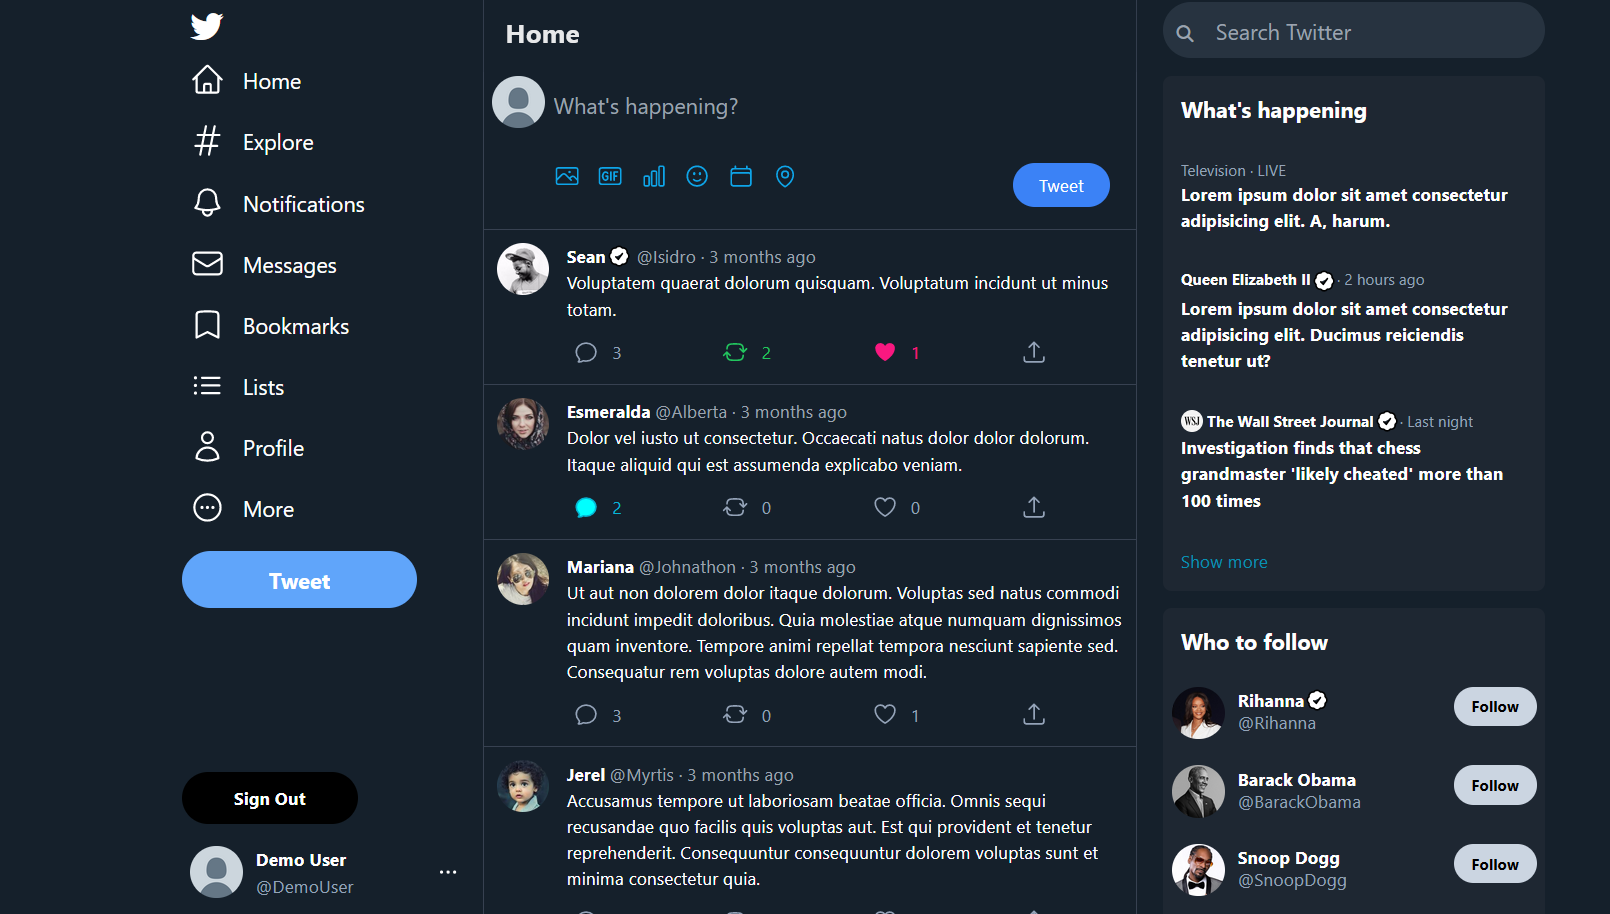 Home
Explore
Notifications
Messages
Bookmarks
Lists
Profile
More
Tweet
Sign Out
Demo User
@DemoUser
Home
What's happening?
GIF
Tweet
Sean @Isidro · 3 months ago
Voluptatem quaerat dolorum quisquam. Voluptatum incidunt ut minus
totam.
3 2 1
Esmeralda @Alberta · 3 months ago
Dolor vel iusto ut consectetur. Occaecati natus dolor dolor dolorum.
Itaque aliquid qui est assumenda explicabo veniam.
2 0 0
Mariana @Johnathon · 3 months ago
Ut aut non dolorem dolor itaque dolorum. Voluptas sed natus commodi
incidunt impedit doloribus. Quia molestiae atque numquam dignissimos
quam inventore. Tempore animi repellat tempora nesciunt sapiente sed.
Consequatur rem voluptas dolore autem modi.
3 0 1
Jerel @Myrtis · 3 months ago
Accusamus tempore ut laboriosam beatae officia. Omnis sequi
recusandae quo facilis quis voluptas aut. Est qui provident et tenetur
reprehenderit. Consequuntur consequuntur dolorem voluptas sunt et
minima consectetur quia.
Search Twitter
What's happening
Television · LIVE
Lorem ipsum dolor sit amet consectetur
adipisicing elit. A, harum.
Queen Elizabeth II · 2 hours ago
Lorem ipsum dolor sit amet consectetur
adipisicing elit. Ducimus reiciendis
tenetur ut?
WSJ The Wall Street Journal · Last night
Investigation finds that chess
grandmaster 'likely cheated' more than
100 times
Show more
Who to follow
Rihanna
@Rihanna
Follow
Barack Obama
@BarackObama
Follow
Snoop Dogg
@SnoopDogg
Follow